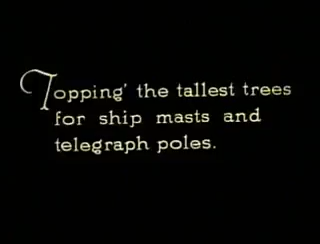 Topping' the tallest trees
for ship masts and
telegraph poles.